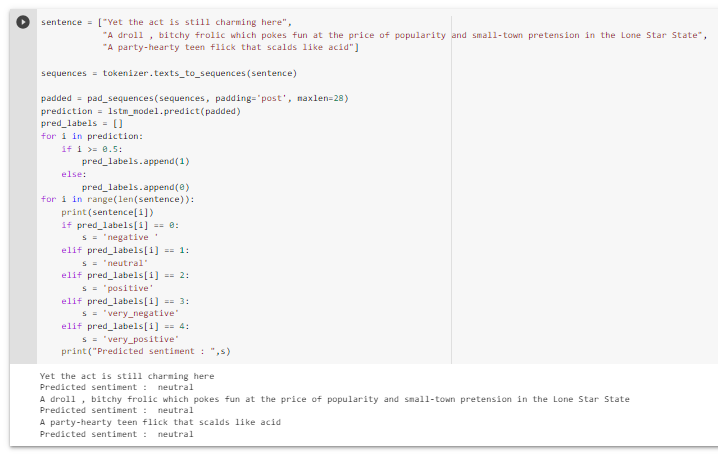 sentence = ["Yet the act is still charming here",
            "A droll , bitchy frolic which pokes fun at the price of popularity and small-town pretension in the Lone Star State",
            "A party-hearty teen flick that scalds like acid"]
sequences = tokenizer.texts_to_sequences(sentence)
padded = pad_sequences(sequences, padding='post', maxlen=28)
prediction = lstm_model.predict(padded)
pred_labels = []
for i in prediction:
    if i >= 0.5:
        pred_labels.append(1)
    else:
        pred_labels.append(0)
for i in range(len(sentence)):
    print(sentence[i])
    if pred_labels[i] == 0:
        s = 'negative '
    elif pred_labels[i] == 1:
        s = 'neutral'
    elif pred_labels[i] == 2:
        s = 'positive'
    elif pred_labels[i] == 3:
        s = 'very_negative'
    elif pred_labels[i] == 4:
        s = 'very_positive'
    print("Predicted sentiment : ",s)
Yet the act is still charming here
Predicted sentiment :  neutral
A droll , bitchy frolic which pokes fun at the price of popularity and small-town pretension in the Lone Star State
Predicted sentiment :  neutral
A party-hearty teen flick that scalds like acid
Predicted sentiment :  neutral